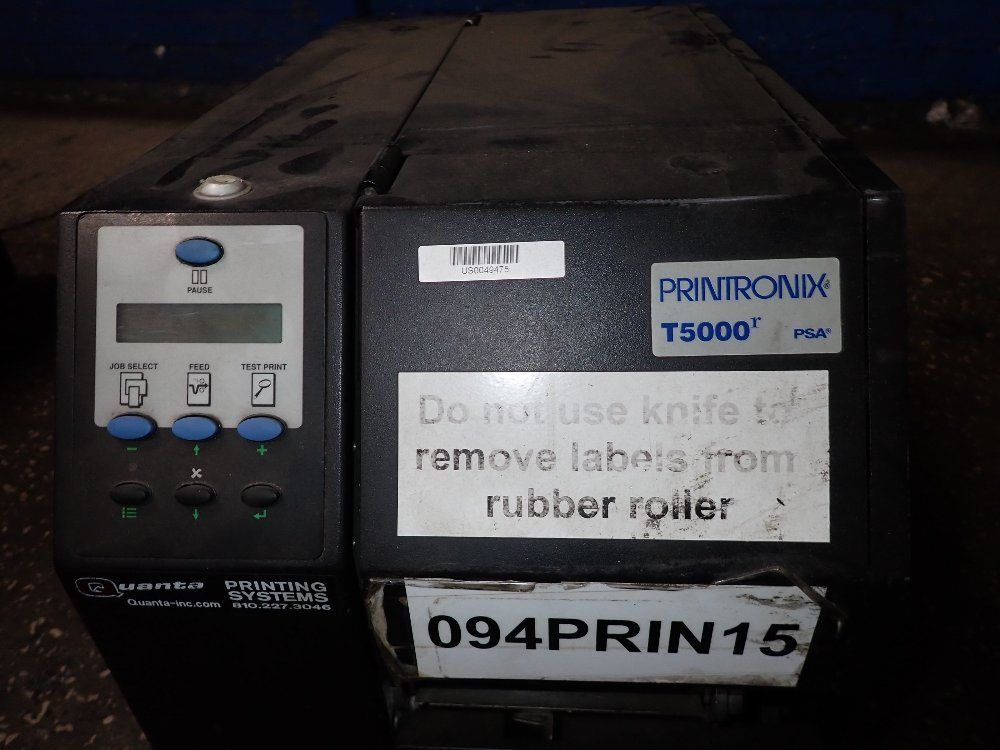 PAUSE
JOB SELECT
FEED
TEST PRINT
US0049475
PRINTRONIX®
T5000r
PSA®
Do not use knife to
remove labels from
rubber roller
Quanta
PRINTING
SYSTEMS
Quanta-inc.com 810.227.3046
094PRIN15